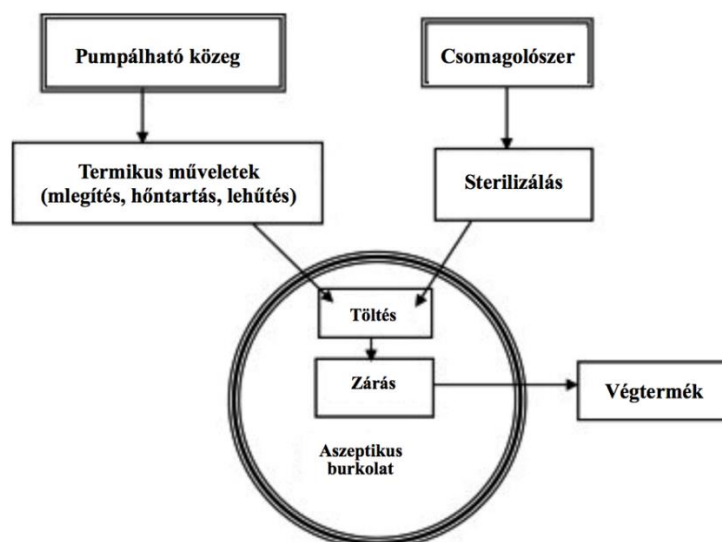 Pumpálható közeg
Csomagolószer
Termikus műveletek
(mlegítés, hőntartás, lehűtés)
Sterilizálás
Töltés
Zárás
Végtermék
Aszeptikus
burkolat